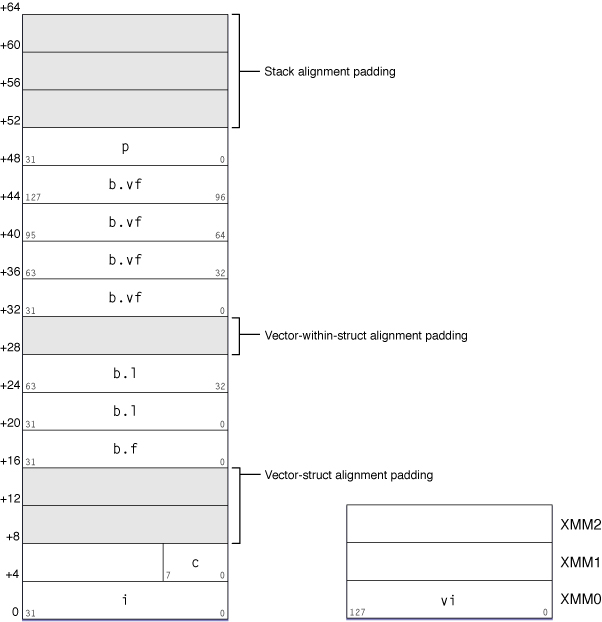 +64
+60
+56
Stack alignment padding
+52
p
+48 31 0
b.vf
+44 127 96
b.vf
+40 95 64
b.vf
+36 63 32
b.vf
+32 31 0
Vector-within-struct alignment padding
+28
b.l
+24 63 32
b.l
+20 31 0
b.f
+16 31 0
Vector-struct alignment padding
+12
+8
XMM2
c
+4 7 0
XMM1
i
0 31 0
vi XMM0
127 0